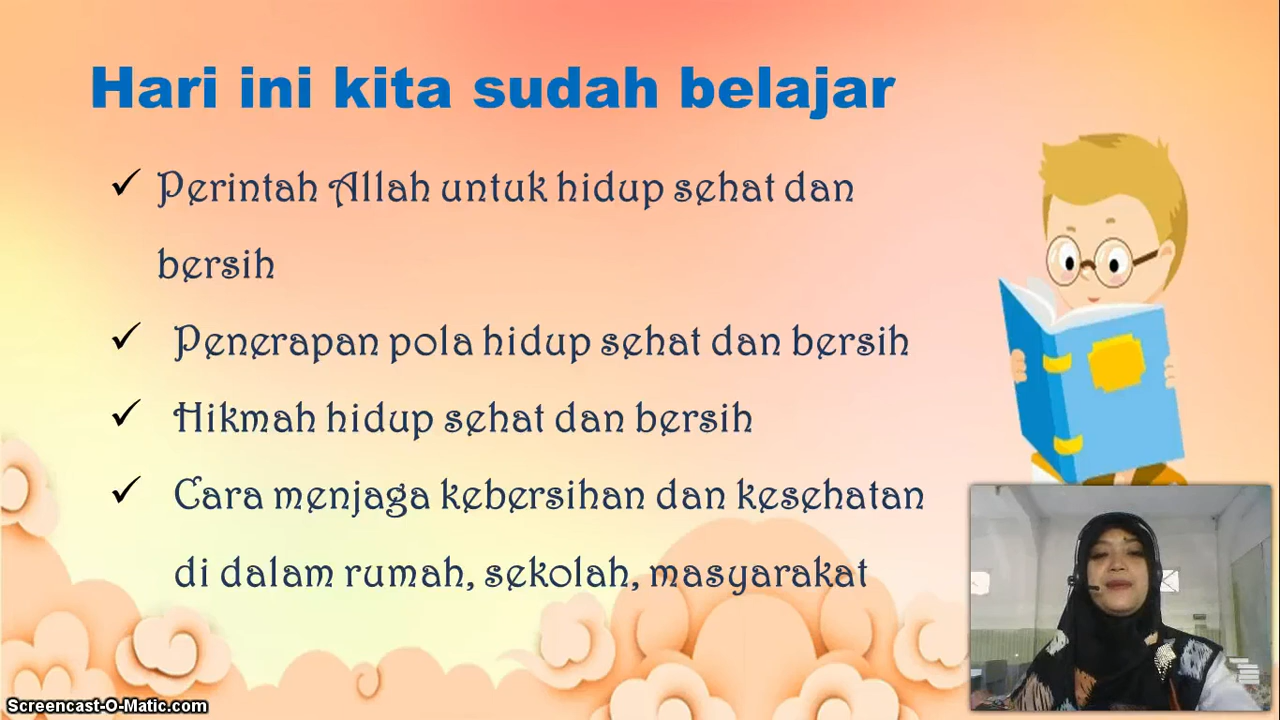 Hari ini kita sudah belajar
✓ Perintah Allah untuk hidup sehat dan
bersih
✓ Penerapan pola hidup sehat dan bersih
✓ Hikmah hidup sehat dan bersih
✓ Cara menjaga kebersihan dan kesehatan
di dalam rumah, sekolah, masyarakat
Screencast-O-Matic.com